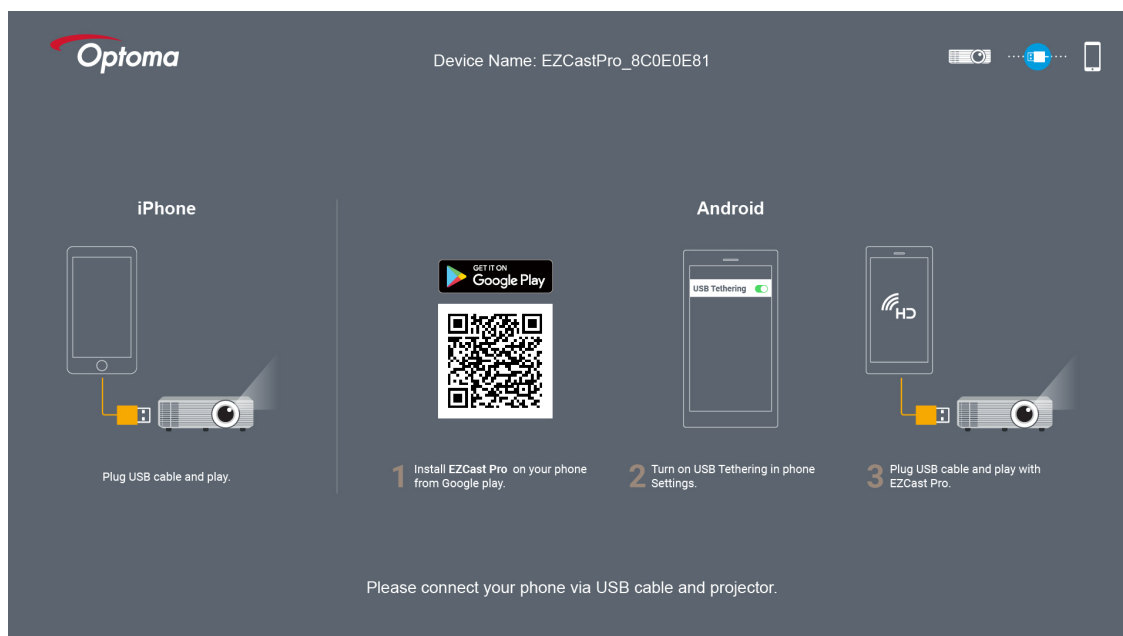 Optoma
Device Name: EZCastPro_8C0E0E81
iPhone
Plug USB cable and play.
Android
GET IT ON
Google Play
1 Install EZCast Pro on your phone
from Google play.
USB Tethering
2 Turn on USB Tethering in phone
Settings.
HD
3 Plug USB cable and play with
EZCast Pro.
Please connect your phone via USB cable and projector.